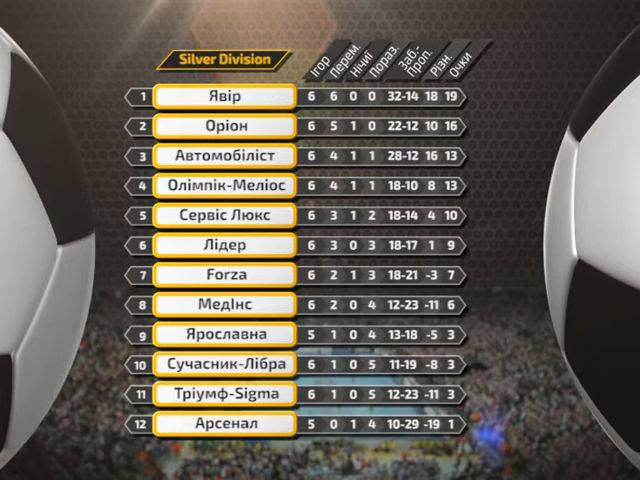 Silver Division
Ігор Перем. Нічиї Пораз. Заб.-Проп. Різн. Очки
1 Явір 6 6 0 0 32-14 18 19
2 Оріон 6 5 1 0 22-12 10 16
3 Автомобіліст 6 4 1 1 28-12 16 13
4 Олімпік-Меліос 6 4 1 1 18-10 8 13
5 Сервіс Люкс 6 3 1 2 18-14 4 10
6 Лідер 6 3 0 3 18-17 1 9
7 Forza 6 2 1 3 18-21 -3 7
8 МедІнс 6 2 0 4 12-23 -11 6
9 Ярославна 5 1 0 4 13-18 -5 3
10 Сучасник-Лібра 6 1 0 5 11-19 -8 3
11 Тріумф-Sigma 6 1 0 5 12-23 -11 3
12 Арсенал 5 0 1 4 10-29 -19 1